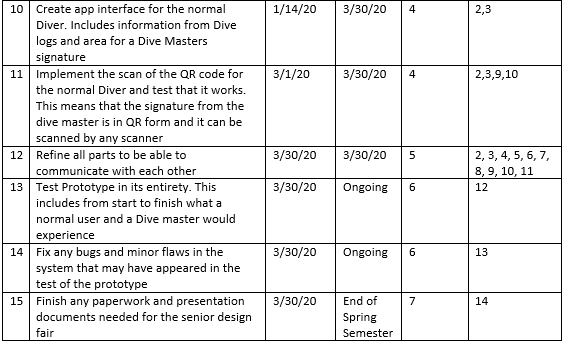 10 Create app interface for the normal 1/14/20 3/30/20 4 2,3
Diver. Includes information from Dive
logs and area for a Dive Masters
signature
11 Implement the scan of the QR code for 3/1/20 3/30/20 4 2,3,9,10
the normal Diver and test that it works.
This means that the signature from the
dive master is in QR form and it can be
scanned by any scanner
12 Refine all parts to be able to 3/30/20 3/30/20 5 2, 3, 4, 5, 6, 7,
communicate with each other 8, 9, 10, 11
13 Test Prototype in its entirety. This 3/30/20 Ongoing 6 12
includes from start to finish what a
normal user and a Dive master would
experience
14 Fix any bugs and minor flaws in the 3/30/20 Ongoing 6 13
system that may have appeared in the
test of the prototype
15 Finish any paperwork and presentation 3/30/20 End of 7 14
documents needed for the senior design Spring
fair Semester